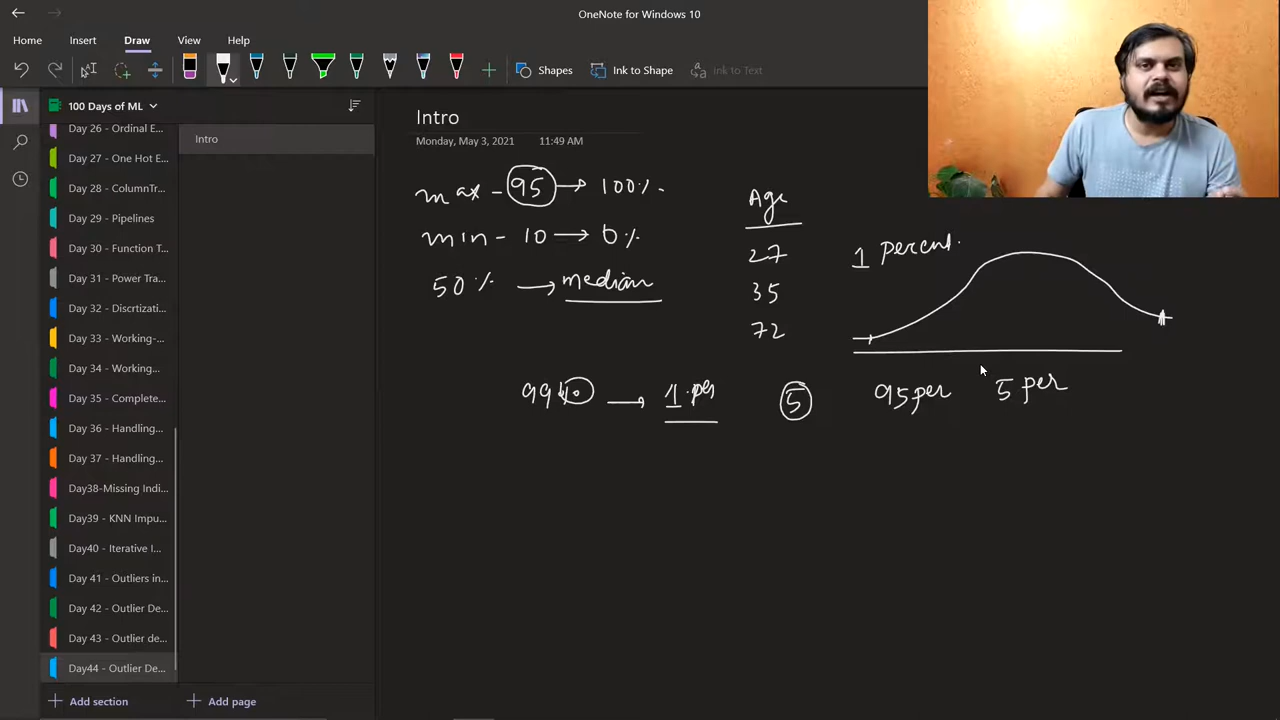 OneNote for Windows 10
Home Insert Draw View Help
Shapes Ink to Shape Ink to Text
100 Days of ML
Day 26 - Ordinal E...
Day 27 - One Hot E...
Day 28 - ColumnTr...
Day 29 - Pipelines
Day 30 - Function T...
Day 31 - Power Tra...
Day 32 - Discrtizati...
Day 33 - Working-...
Day 34 - Working...
Day 35 - Complete...
Day 36 - Handling...
Day 37 - Handling...
Day38-Missing Indi...
Day39 - KNN Impu...
Day40 - Iterative I...
Day 41 - Outliers in...
Day 42 - Outlier De...
Day 43 - Outlier de...
Day44 - Outlier De...
Add section
Intro
Add page
Intro
Monday, May 3, 2021 11:49 AM
max - 95 → 100%.
min - 10 → 0%
50% → median
Age
27
35
72
1 percent.
→ 1 per
5
95per 5 per